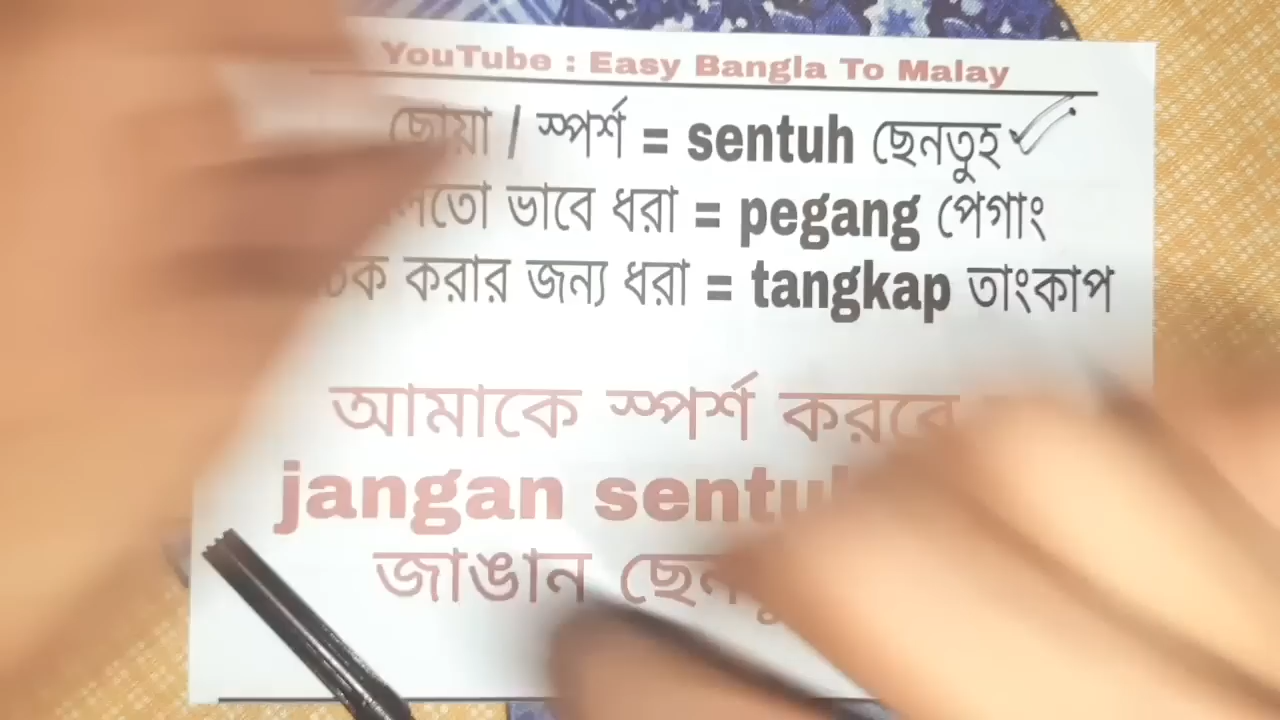 YouTube : Easy Bangla To Malay
ছোয়া / স্পর্শ = sentuh ছেনতুহ
ভাবে ধরা = pegang পেগাং
করার জন্য ধরা = tangkap তাংকাপ
আমাকে স্পর্শ
jangan
জাঙান